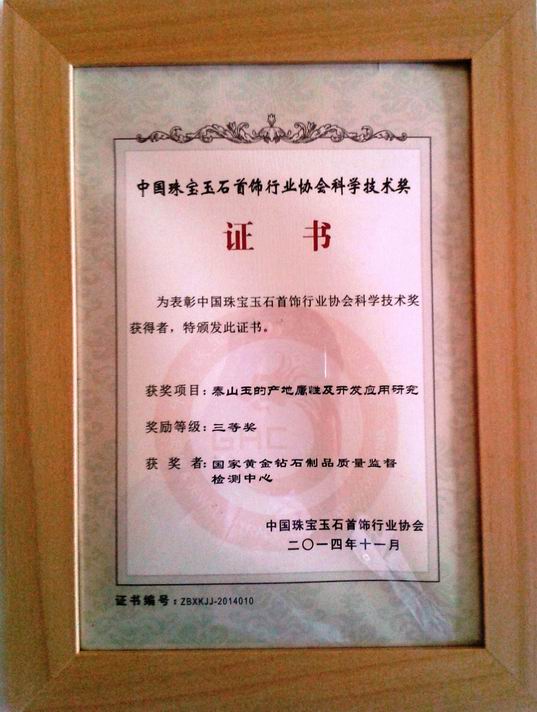 中国珠宝玉石首饰行业协会科学技术奖
证 书
为表彰中国珠宝玉石首饰行业协会科学技术奖
获得者，特颁发此证书。
获奖项目：泰山玉的产地属性及开发应用研究
奖励等级：三等奖
获 奖 者：国家黄金钻石制品质量监督
检测中心
GAC
中国珠宝玉石首饰行业协会
二〇一四年十一月
证书编号：ZBXKJJ-2014010